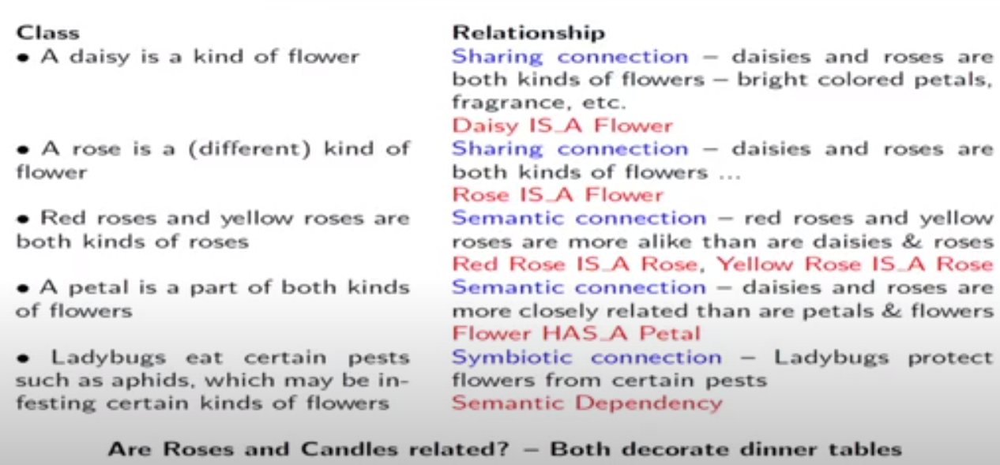 Class
• A daisy is a kind of flower
• A rose is a (different) kind of
flower
• Red roses and yellow roses are
both kinds of roses
• A petal is a part of both kinds
of flowers
• Ladybugs eat certain pests
such as aphids, which may be in-
festing certain kinds of flowers
Relationship
Sharing connection – daisies and roses are
both kinds of flowers – bright colored petals,
fragrance, etc.
Daisy IS_A Flower
Sharing connection – daisies and roses are
both kinds of flowers ...
Rose IS_A Flower
Semantic connection – red roses and yellow
roses are more alike than are daisies & roses
Red Rose IS_A Rose, Yellow Rose IS_A Rose
Semantic connection – daisies and roses are
more closely related than are petals & flowers
Flower HAS_A Petal
Symbiotic connection – Ladybugs protect
flowers from certain pests
Semantic Dependency
Are Roses and Candles related? – Both decorate dinner tables